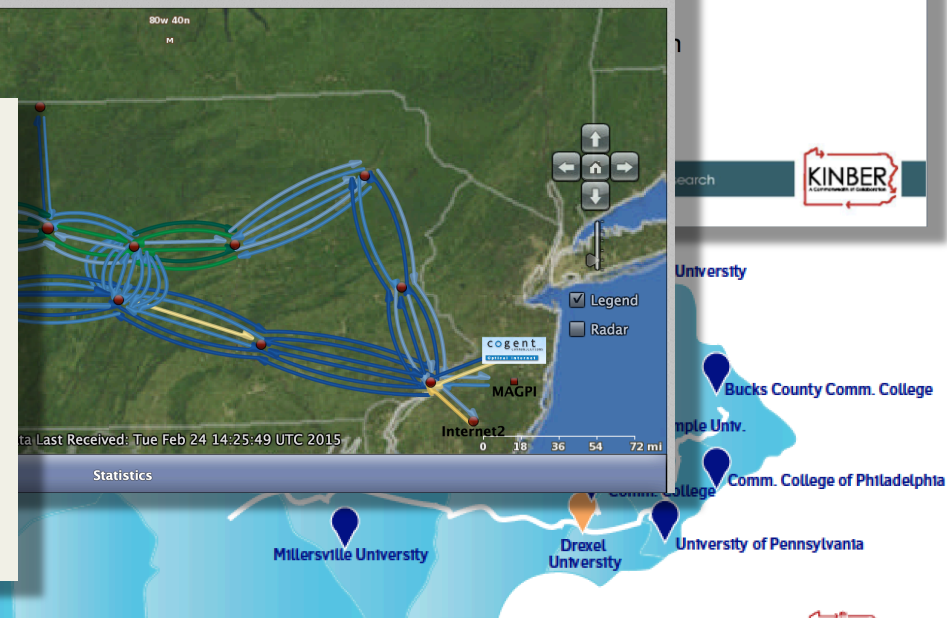 80w 40n
M
n
search
KINBER
University
Legend
Radar
cogent
Bucks County Comm. College
MAGPI
mple Univ.
Internet2
ta Last Received: Tue Feb 24 14:25:49 UTC 2015
0 18 36 54 72 mi
Statistics
Comm. College of Philadelphia
Comm. College
Millersville University
Drexel
University
University of Pennsylvania